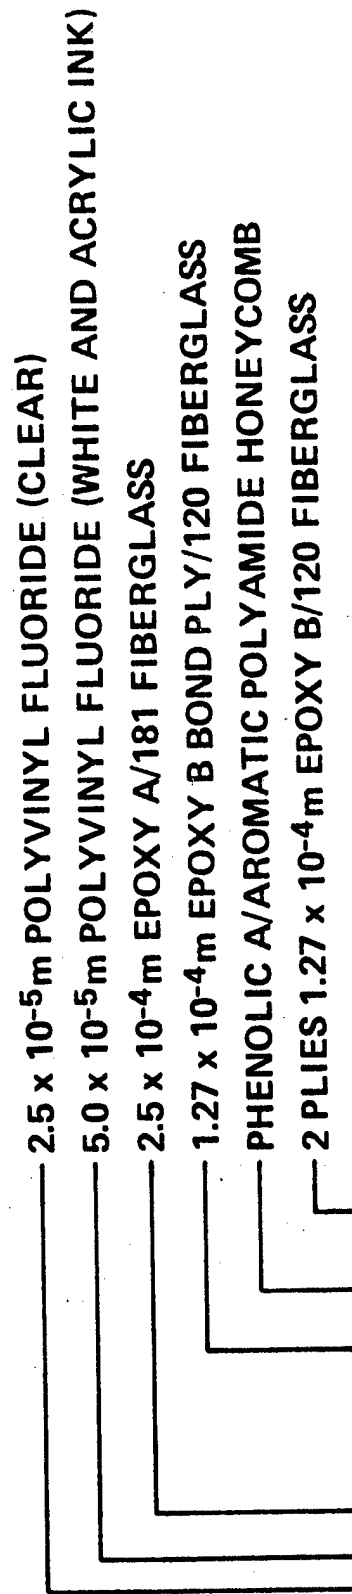 2.5 x 10⁻⁵m POLYVINYL FLUORIDE (CLEAR)
5.0 x 10⁻⁵m POLYVINYL FLUORIDE (WHITE AND ACRYLIC INK)
2.5 x 10⁻⁴m EPOXY A/181 FIBERGLASS
1.27 x 10⁻⁴m EPOXY B BOND PLY/120 FIBERGLASS
PHENOLIC A/AROMATIC POLYAMIDE HONEYCOMB
2 PLIES 1.27 x 10⁻⁴m EPOXY B/120 FIBERGLASS